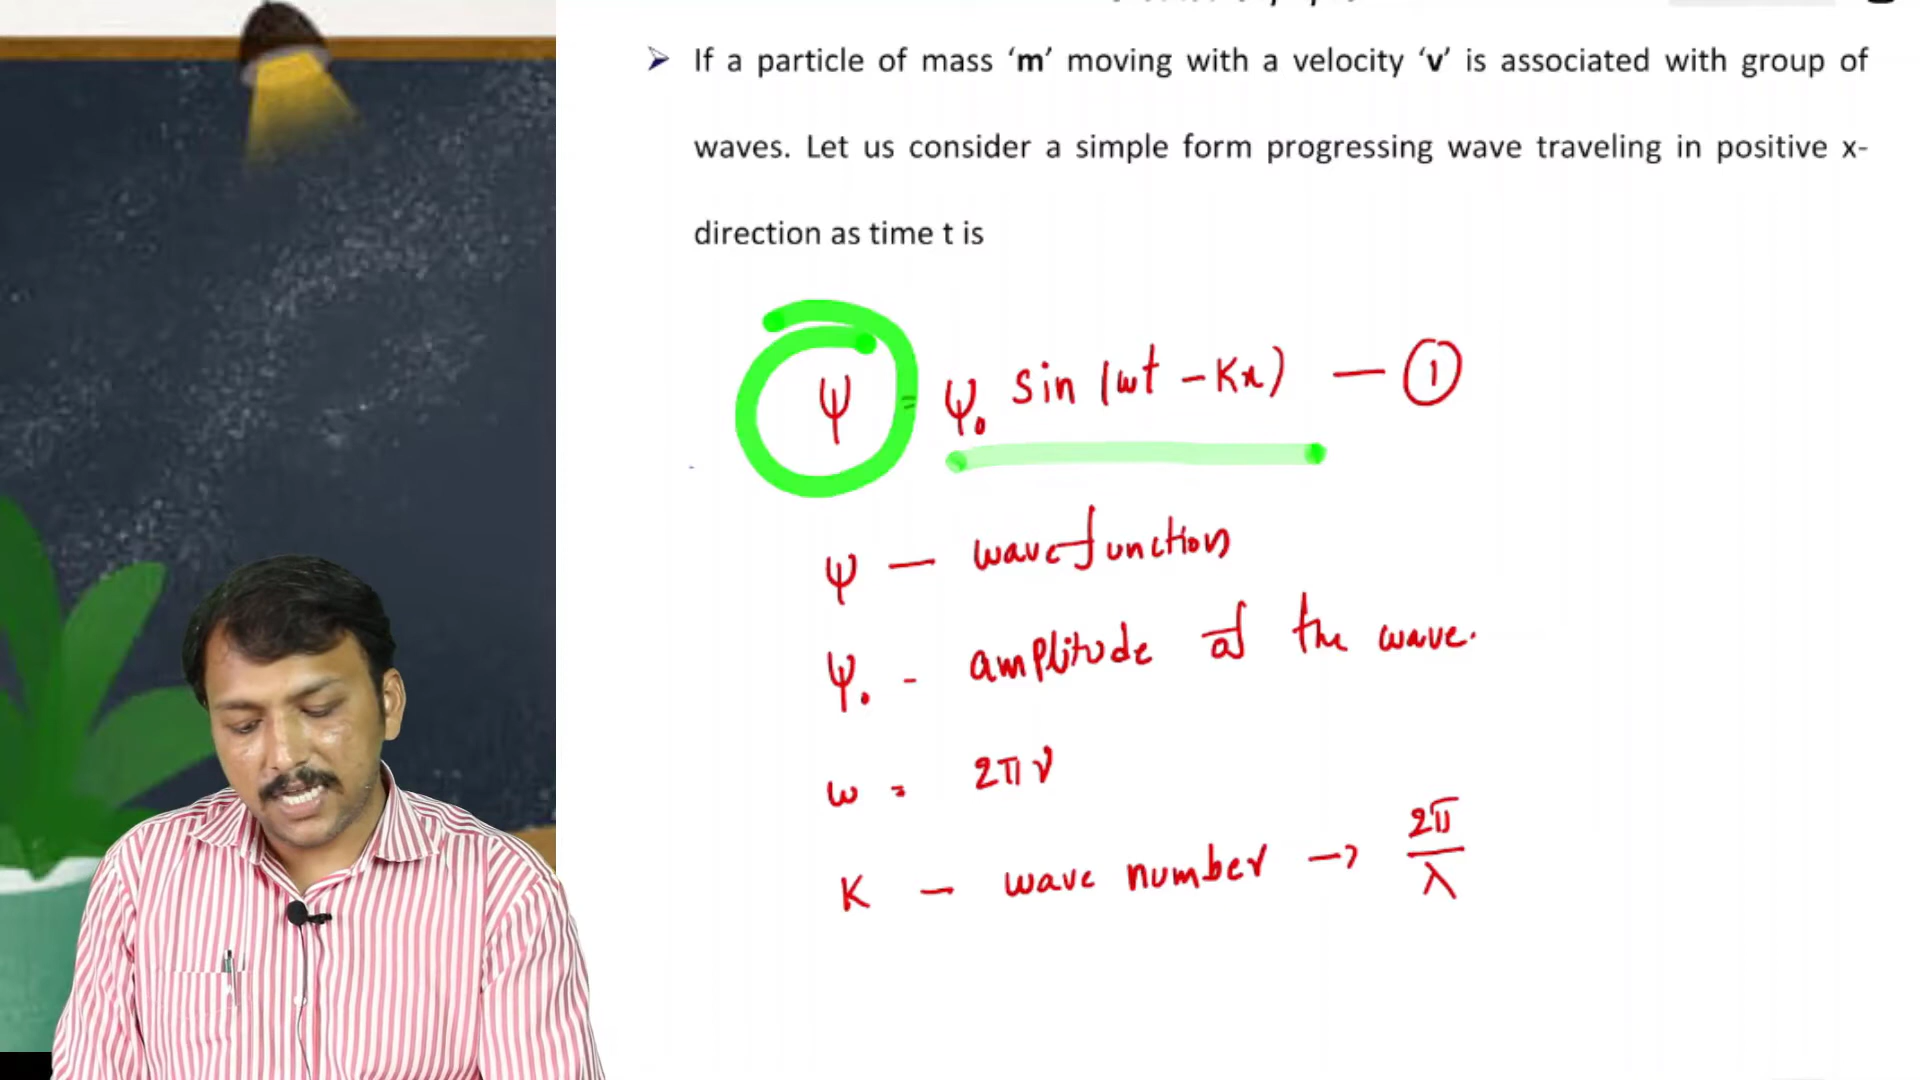 ➤ If a particle of mass ‘m’ moving with a velocity ‘v’ is associated with group of
waves. Let us consider a simple form progressing wave traveling in positive x-
direction as time t is
ψ = ψ₀ sin (ωt - Kx) — ①
ψ — wave function
ψ₀ - amplitude of the wave.
ω = 2πν
K — wave number → 2π/λ